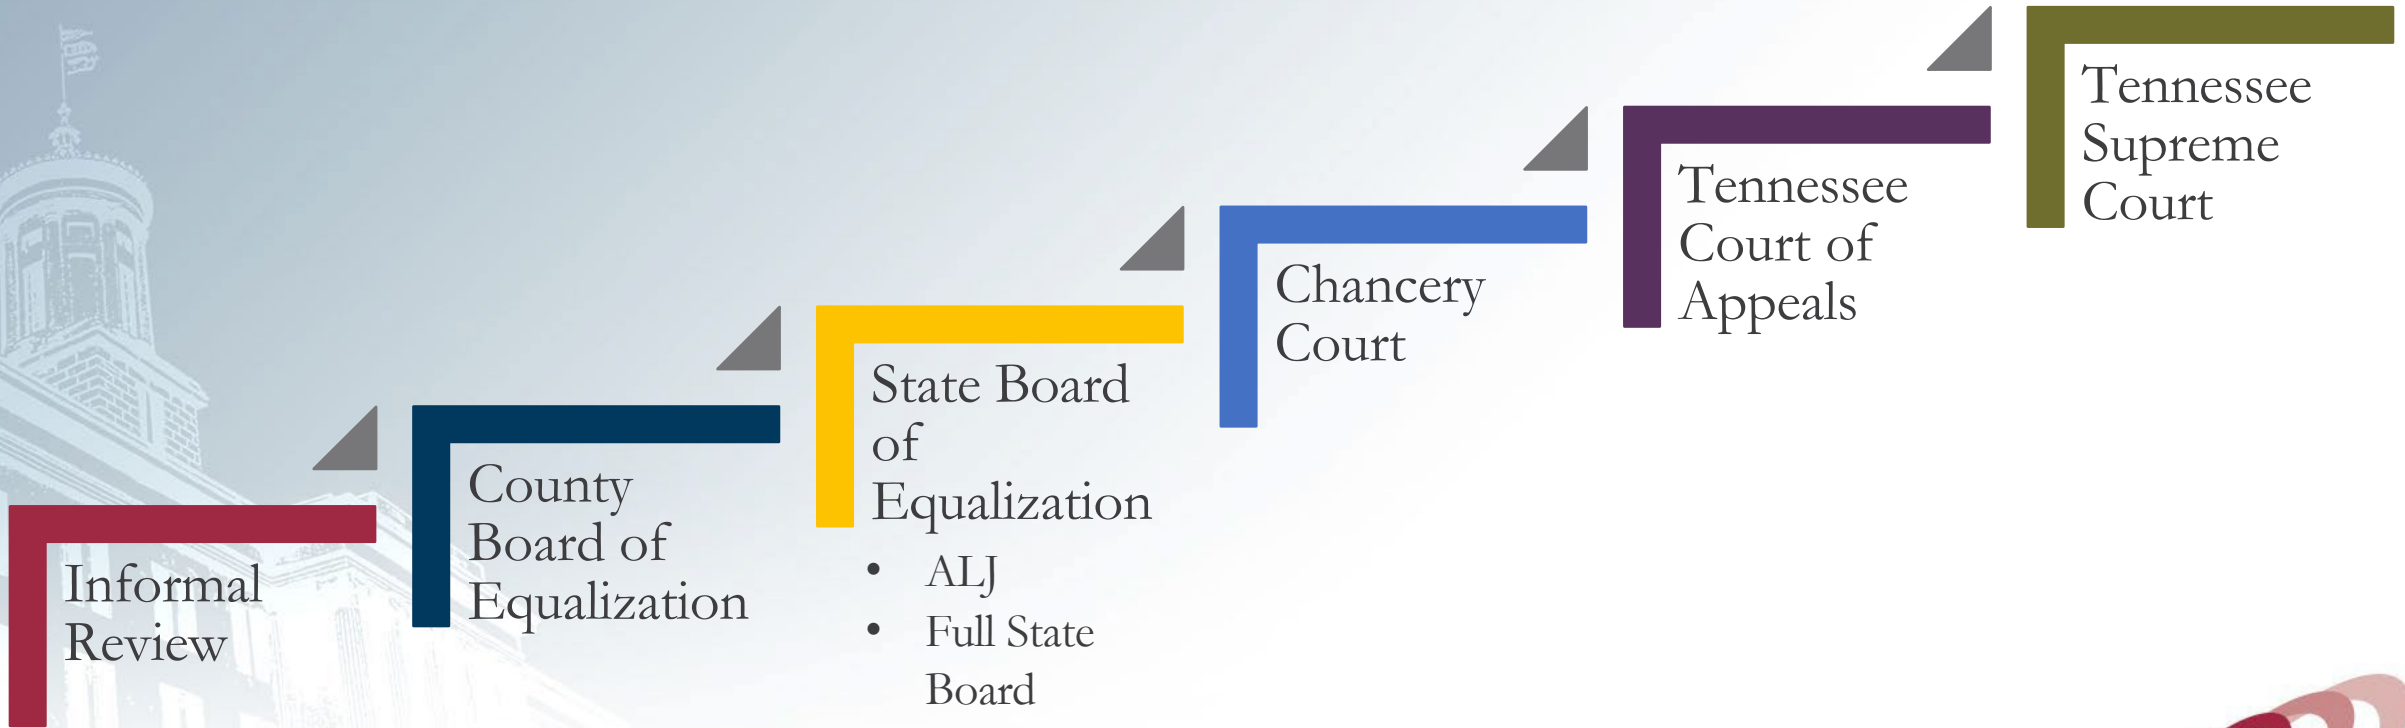 Informal
Review
County
Board of
Equalization
State Board
of
Equalization
• ALJ
• Full State
Board
Chancery
Court
Tennessee
Court of
Appeals
Tennessee
Supreme
Court